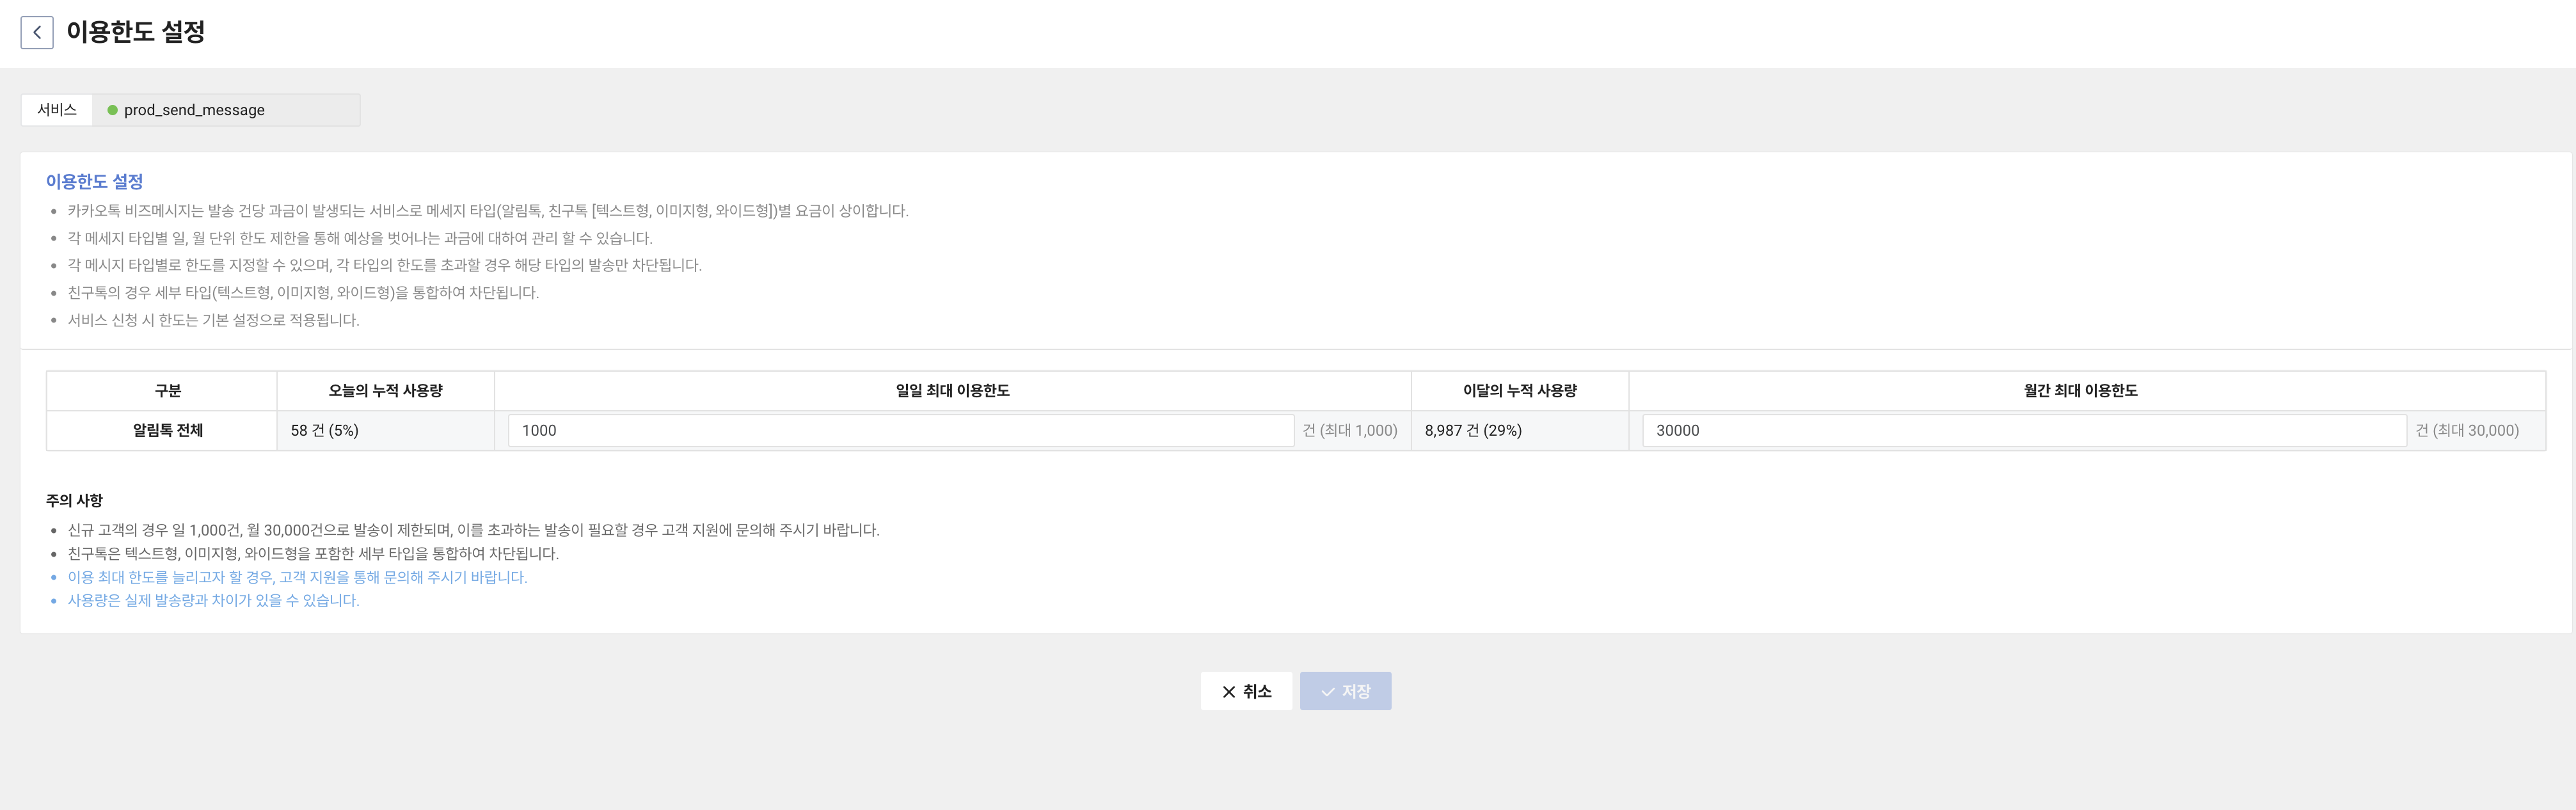 이용한도 설정
서비스 prod_send_message
이용한도 설정
카카오톡 비즈메시지는 발송 건당 과금이 발생되는 서비스로 메세지 타입(알림톡, 친구톡 [텍스트형, 이미지형, 와이드형])별 요금이 상이합니다.
각 메세지 타입별 일, 월 단위 한도 제한을 통해 예상을 벗어나는 과금에 대하여 관리 할 수 있습니다.
각 메시지 타입별로 한도를 지정할 수 있으며, 각 타입의 한도를 초과할 경우 해당 타입의 발송만 차단됩니다.
친구톡의 경우 세부 타입(텍스트형, 이미지형, 와이드형)을 통합하여 차단됩니다.
서비스 신청 시 한도는 기본 설정으로 적용됩니다.
구분 오늘의 누적 사용량 일일 최대 이용한도 이달의 누적 사용량 월간 최대 이용한도
알림톡 전체 58 건 (5%) 1000 건 (최대 1,000) 8,987 건 (29%) 30000 건 (최대 30,000)
주의 사항
신규 고객의 경우 일 1,000건, 월 30,000건으로 발송이 제한되며, 이를 초과하는 발송이 필요할 경우 고객 지원에 문의해 주시기 바랍니다.
친구톡은 텍스트형, 이미지형, 와이드형을 포함한 세부 타입을 통합하여 차단됩니다.
이용 최대 한도를 늘리고자 할 경우, 고객 지원을 통해 문의해 주시기 바랍니다.
사용량은 실제 발송량과 차이가 있을 수 있습니다.
취소 저장